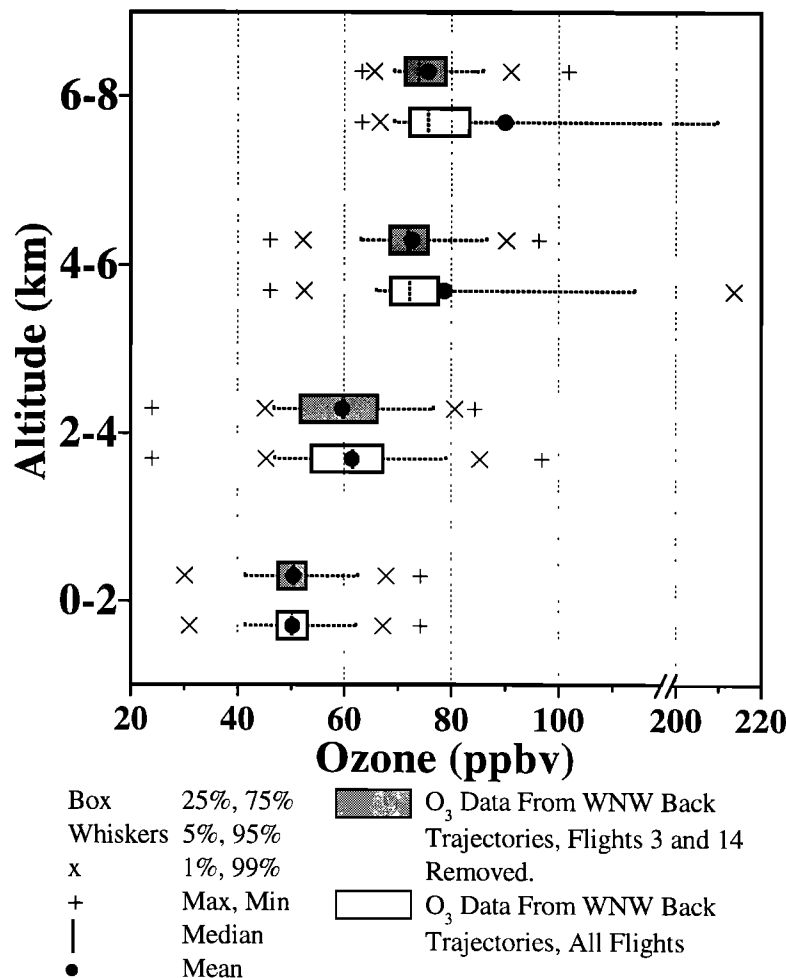 6-8
4-6
2-4
0-2
Altitude (km)
20 40 60 80 100 200 220
Ozone (ppbv)
Box 25%, 75%
Whiskers 5%, 95%
x 1%, 99%
+ Max, Min
| Median
● Mean
O₃ Data From WNW Back
Trajectories, Flights 3 and 14
Removed.
O₃ Data From WNW Back
Trajectories, All Flights